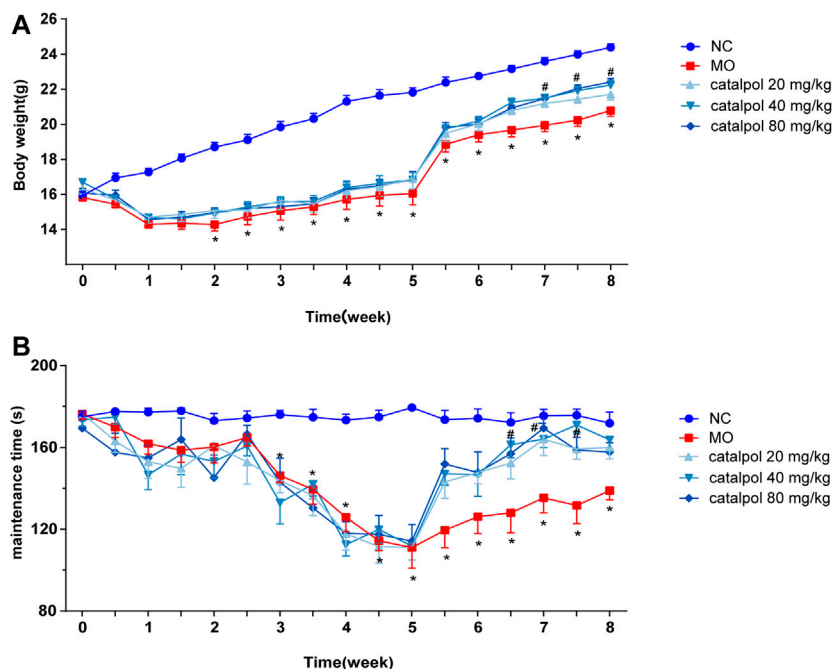 A
Body weight(g)
26
24
22
20
18
16
14
0 1 2 3 4 5 6 7 8
Time(week)
# # #
* * * * * * * * * * * * *
NC
MO
catalpol 20 mg/kg
catalpol 40 mg/kg
catalpol 80 mg/kg
B
maintenance time (s)
200
160
120
80
0 1 2 3 4 5 6 7 8
Time(week)
# # #
* * * * * * * * * * *
NC
MO
catalpol 20 mg/kg
catalpol 40 mg/kg
catalpol 80 mg/kg